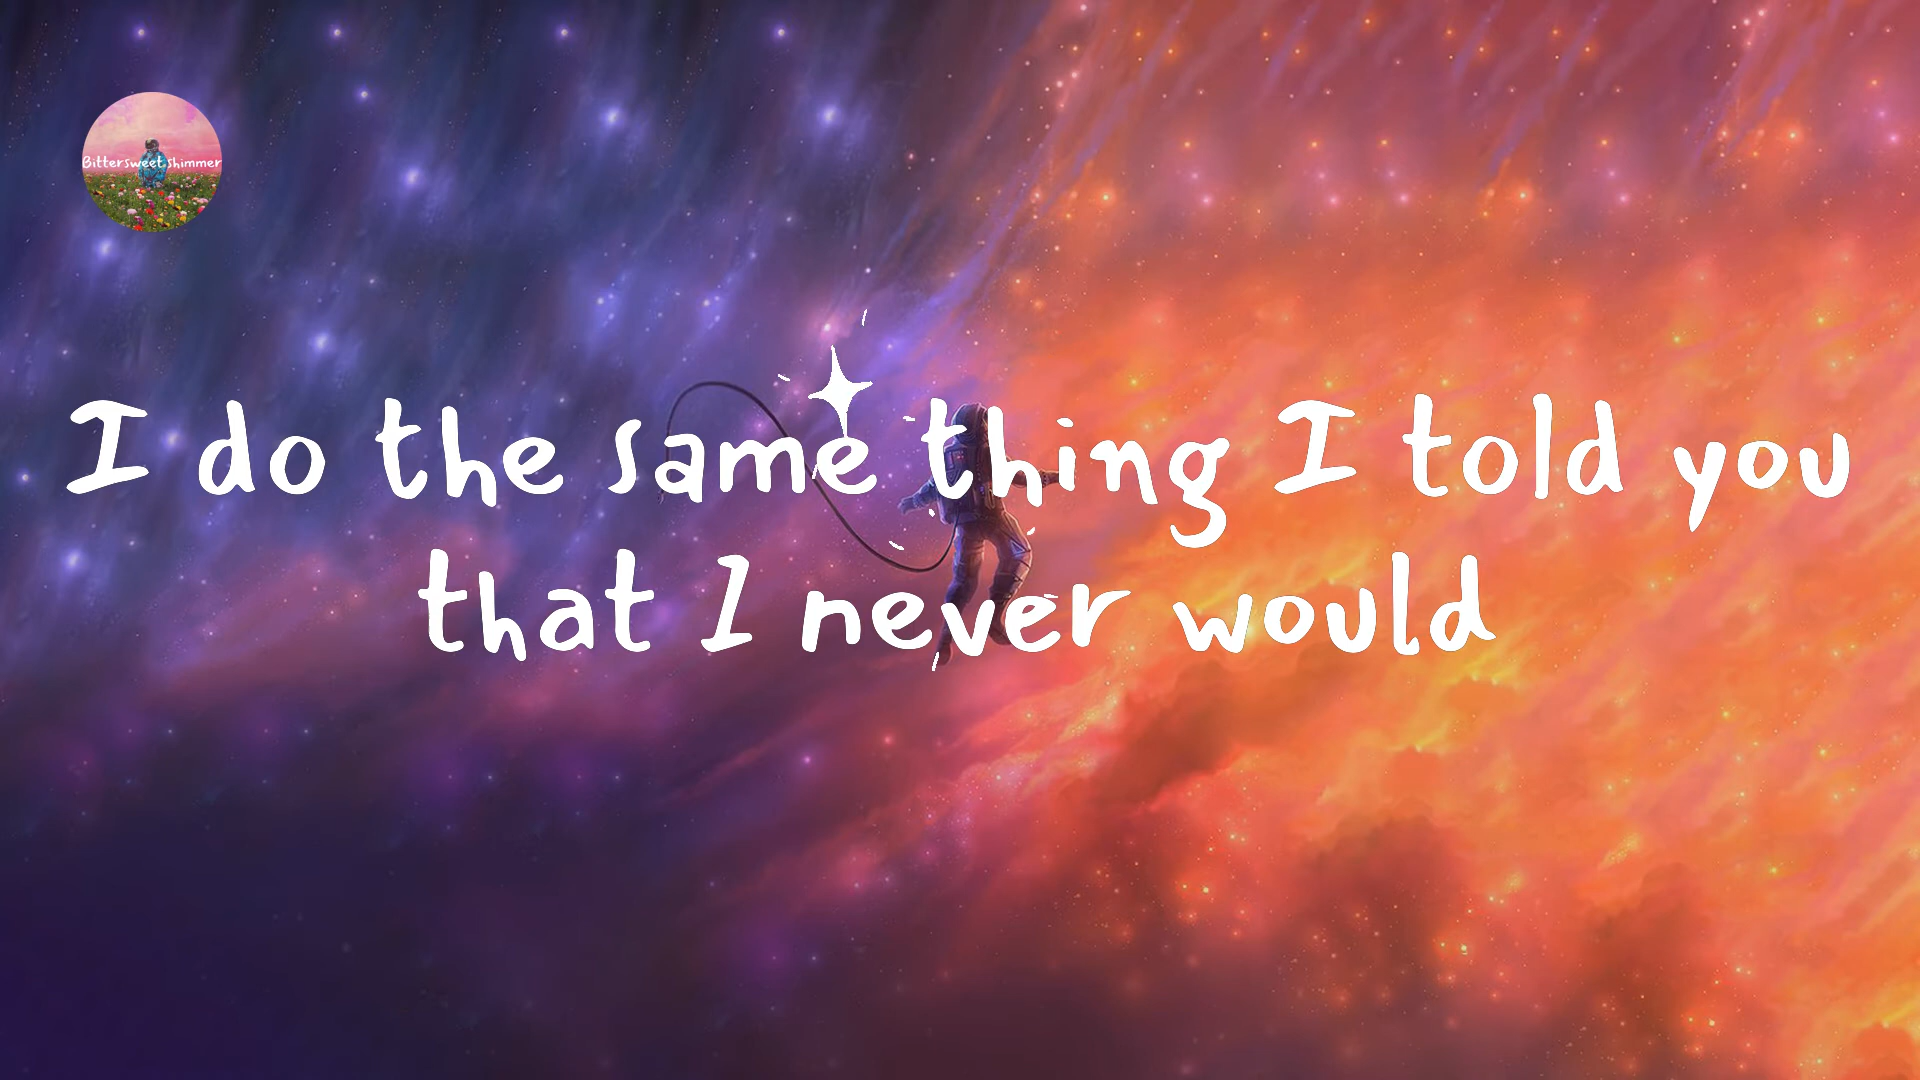 Bittersweet shimmer
I do the same thing I told you
that I never would